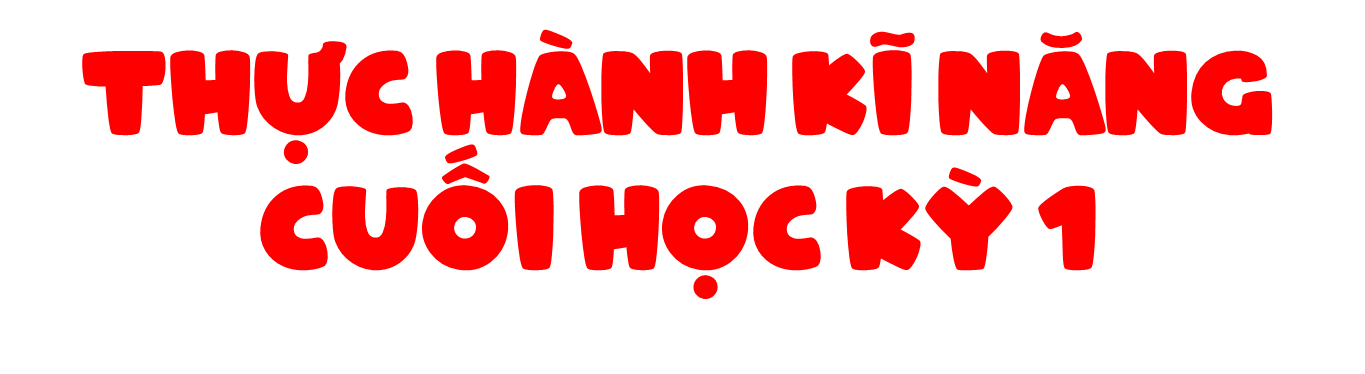 THỰC HÀNH KĨ NĂNG
CUỐI HỌC KỲ 1